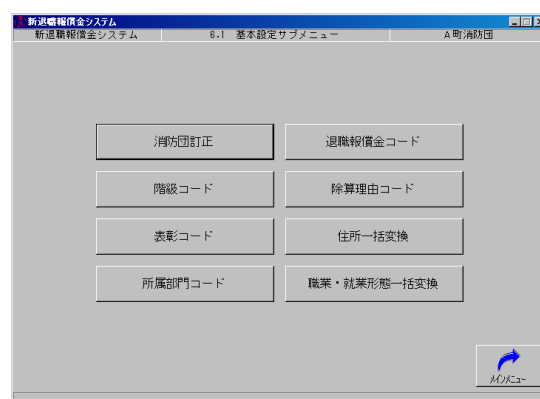 新退職報償金システム
新退職報償金システム 6.1 基本設定サブメニュー A町消防団
消防団訂正 退職報償金コード
階級コード 除算理由コード
表彰コード 住所一括変換
所属部門コード 職業・就業形態一括変換
メインメニュー